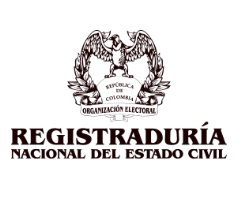 REPÚBLICA
DE
COLOMBIA
ORGANIZACIÓN ELECTORAL
REGISTRADURÍA
NACIONAL DEL ESTADO CIVIL